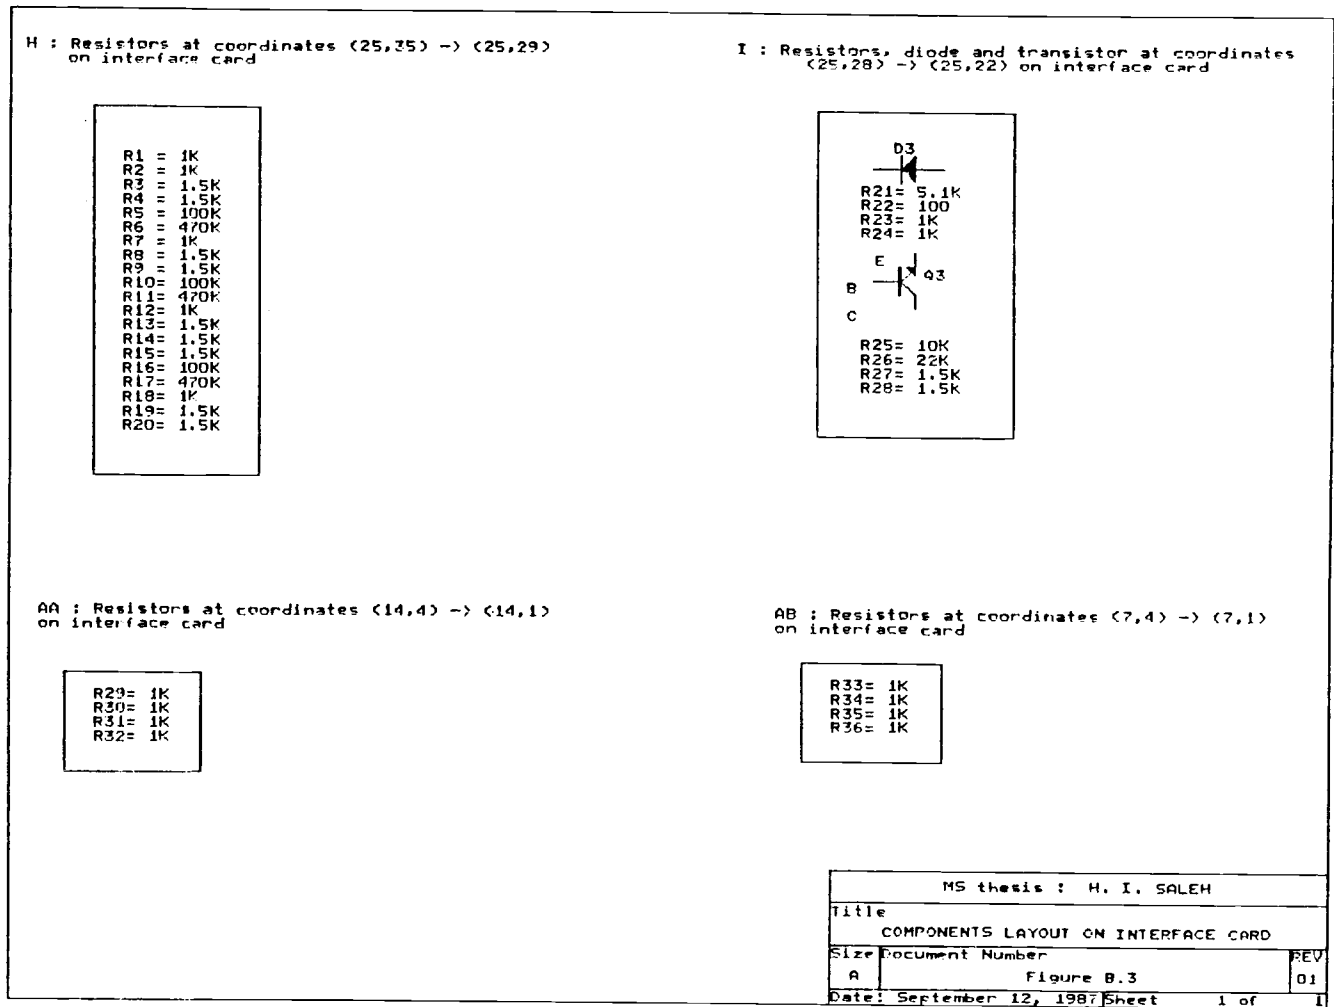 H : Resistors at coordinates (25,35) -> (25,29)
on interface card
R1 = 1K
R2 = 1K
R3 = 1.5K
R4 = 1.5K
R5 = 100K
R6 = 470K
R7 = 1K
R8 = 1.5K
R9 = 1.5K
R10= 100K
R11= 470K
R12= 1K
R13= 1.5K
R14= 1.5K
R15= 1.5K
R16= 100K
R17= 470K
R18= 1K
R19= 1.5K
R20= 1.5K
I : Resistors, diode and transistor at coordinates
(25,28) -> (25,22) on interface card
D3
R21= 5.1K
R22= 100
R23= 1K
R24= 1K
E
Q3
B
C
R25= 10K
R26= 22K
R27= 1.5K
R28= 1.5K
AA : Resistors at coordinates (14,4) -> (14,1)
on interface card
R29= 1K
R30= 1K
R31= 1K
R32= 1K
AB : Resistors at coordinates (7,4) -> (7,1)
on interface card
R33= 1K
R34= 1K
R35= 1K
R36= 1K
MS thesis : H. I. SALEH
Title
COMPONENTS LAYOUT ON INTERFACE CARD
Size Document Number REV
A Figure B.3 01
Date: September 12, 1987 Sheet 1 of 1